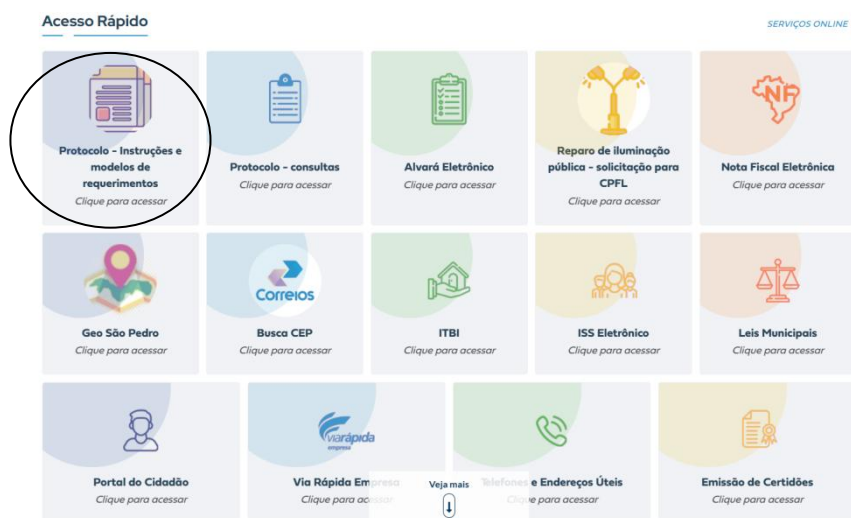 Acesso Rápido
SERVIÇOS ONLINE
Protocolo - Instruções e
modelos de
requerimentos
Clique para acessar
Protocolo - consultas
Clique para acessar
Alvará Eletrônico
Clique para acessar
Reparo de iluminação
pública - solicitação para
CPFL
Clique para acessar
NF
Nota Fiscal Eletrônica
Clique para acessar
Geo São Pedro
Clique para acessar
Correios
Busca CEP
Clique para acessar
ITBI
Clique para acessar
ISS Eletrônico
Clique para acessar
Leis Municipais
Clique para acessar
Portal do Cidadão
Clique para acessar
viarápida
empresa
Via Rápida Empresa
Clique para acessar
Veja mais
Telefones e Endereços Úteis
Clique para acessar
Emissão de Certidões
Clique para acessar